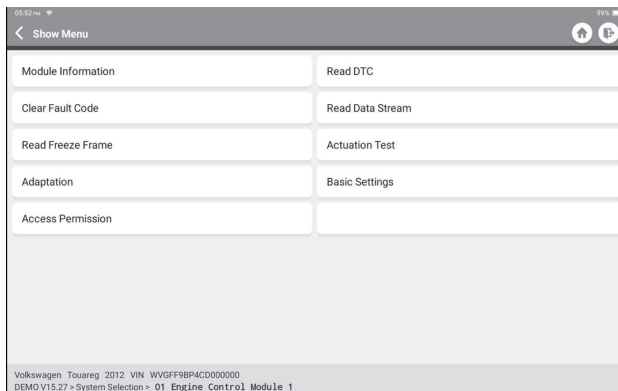 05:52 PM 99%
Show Menu
Module Information Read DTC
Clear Fault Code Read Data Stream
Read Freeze Frame Actuation Test
Adaptation Basic Settings
Access Permission
Volkswagen Touareg 2012 VIN WVGFF9BP4CD000000
DEMO V15.27 > System Selection > 01 Engine Control Module 1